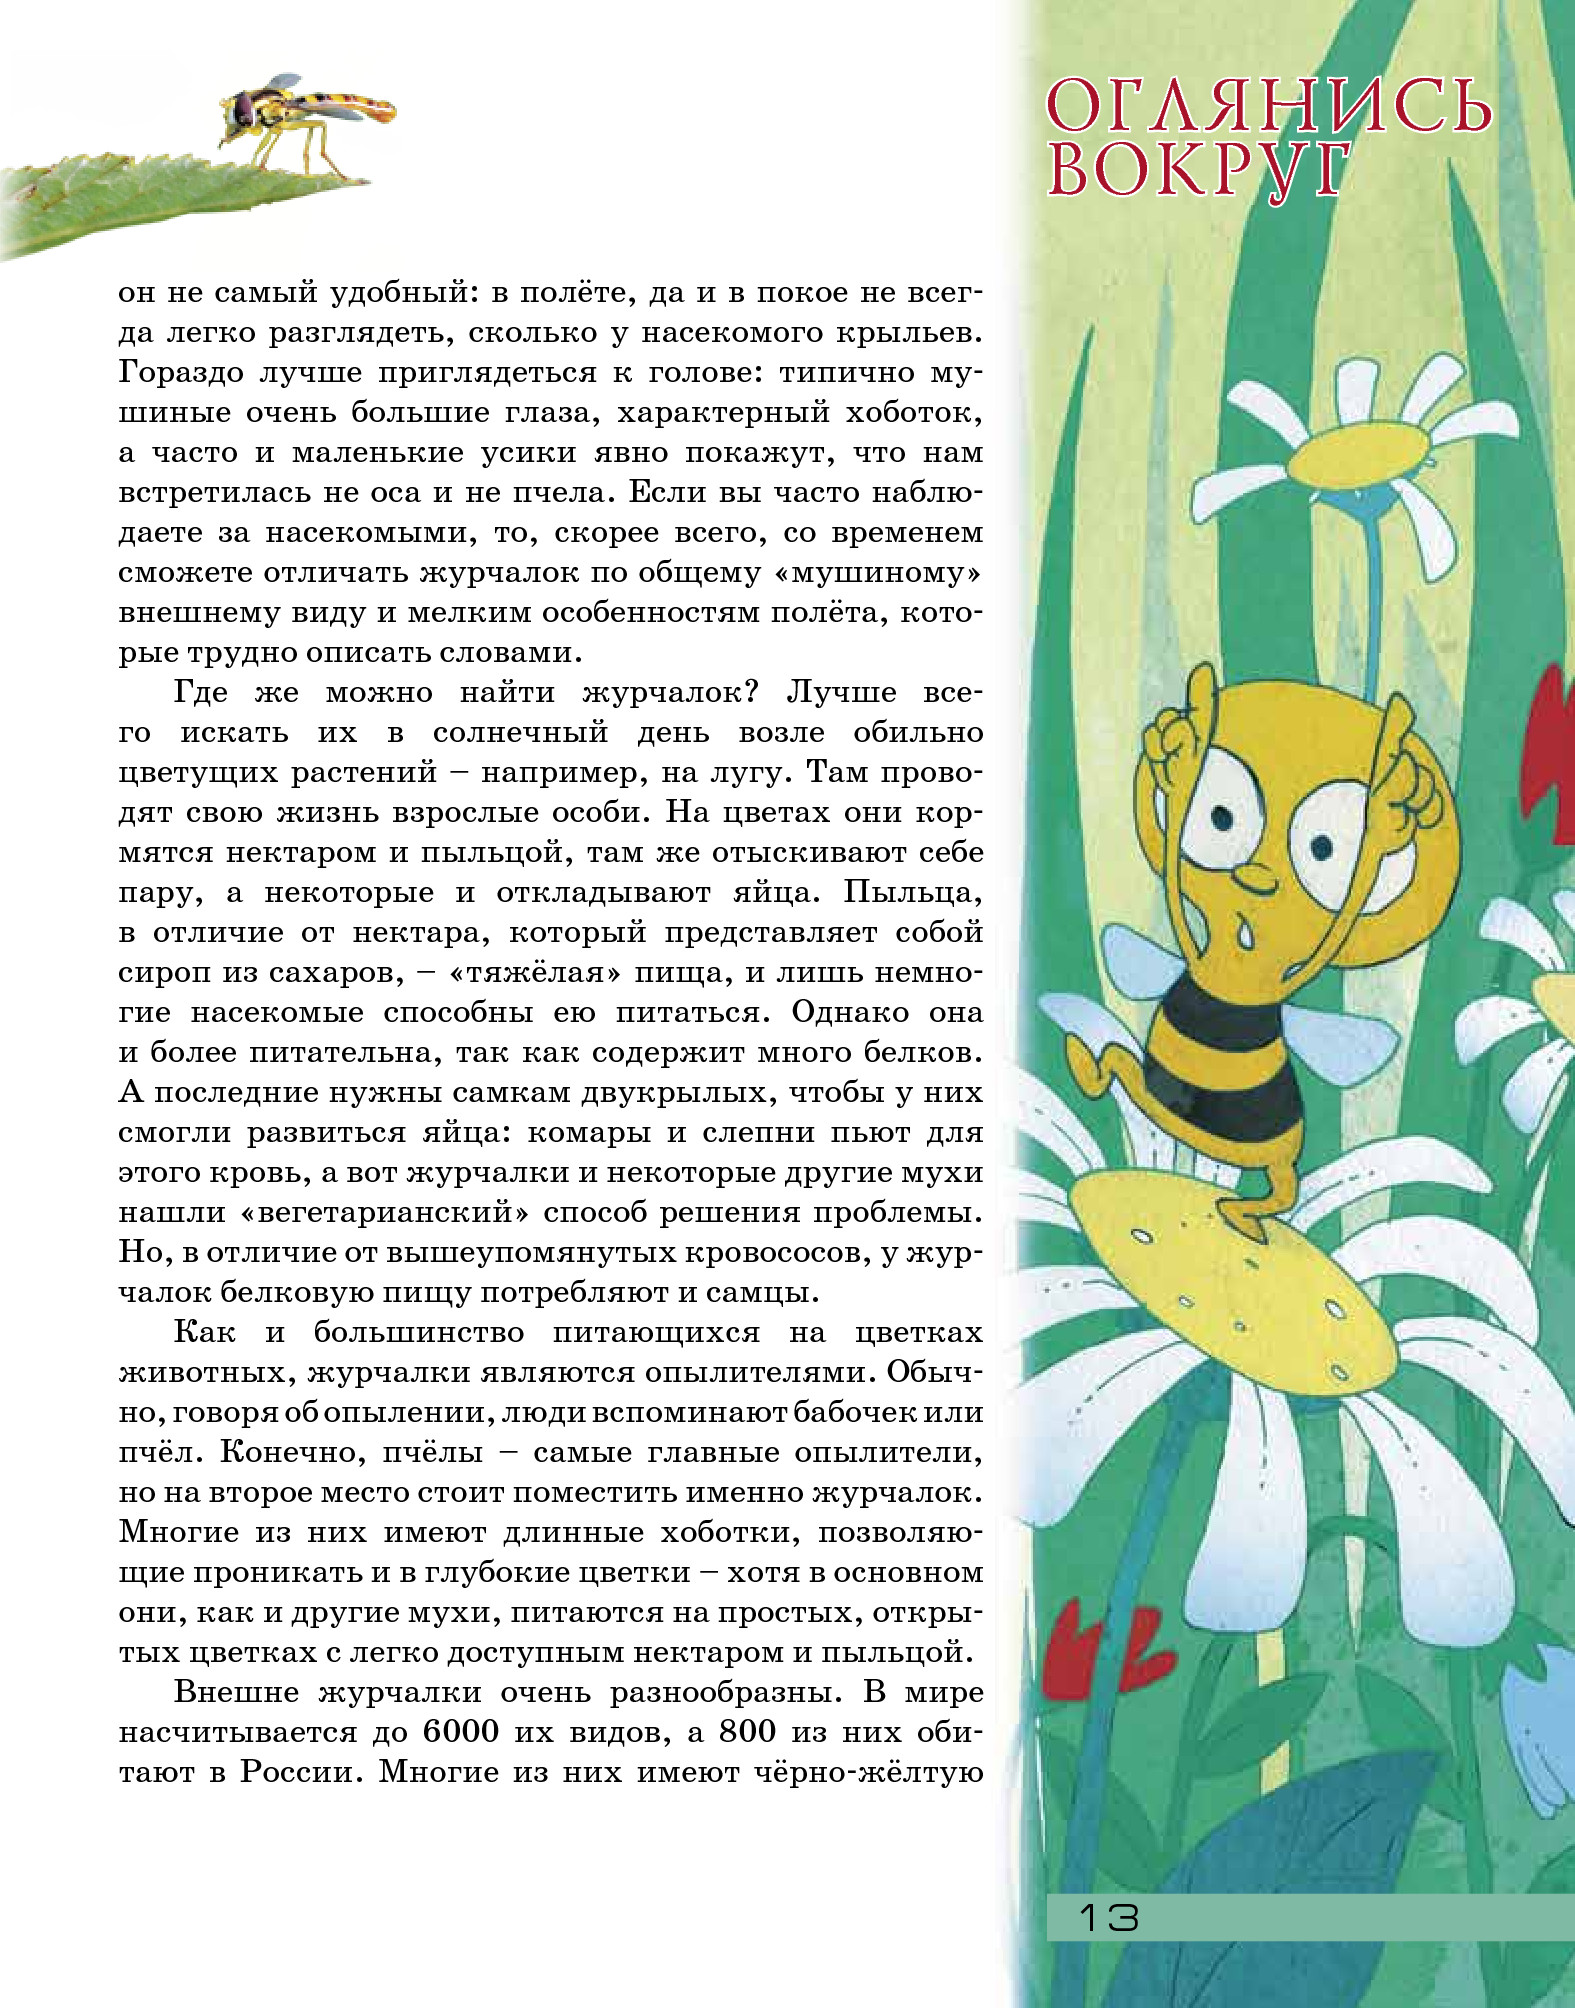 ОГЛЯНИСЬ
ВОКРУГ
он не самый удобный: в полёте, да и в покое не всег-
да легко разглядеть, сколько у насекомого крыльев.
Гораздо лучше приглядеться к голове: типично му-
шиные очень большие глаза, характерный хоботок,
а часто и маленькие усики явно покажут, что нам
встретилась не оса и не пчела. Если вы часто наблю-
даете за насекомыми, то, скорее всего, со временем
сможете отличать журчалок по общему «мушиному»
внешнему виду и мелким особенностям полёта, кото-
рые трудно описать словами.
Где же можно найти журчалок? Лучше все-
го искать их в солнечный день возле обильно
цветущих растений – например, на лугу. Там прово-
дят свою жизнь взрослые особи. На цветах они кор-
мятся нектаром и пыльцой, там же отыскивают себе
пару, а некоторые и откладывают яйца. Пыльца,
в отличие от нектара, который представляет собой
сироп из сахаров, – «тяжёлая» пища, и лишь немно-
гие насекомые способны ею питаться. Однако она
и более питательна, так как содержит много белков.
А последние нужны самкам двукрылых, чтобы у них
смогли развиться яйца: комары и слепни пьют для
этого кровь, а вот журчалки и некоторые другие мухи
нашли «вегетарианский» способ решения проблемы.
Но, в отличие от вышеупомянутых кровососов, у жур-
чалок белковую пищу потребляют и самцы.
Как и большинство питающихся на цветках
животных, журчалки являются опылителями. Обыч-
но, говоря об опылении, люди вспоминают бабочек или
пчёл. Конечно, пчёлы – самые главные опылители,
но на второе место стоит поместить именно журчалок.
Многие из них имеют длинные хоботки, позволяю-
щие проникать и в глубокие цветки – хотя в основном
они, как и другие мухи, питаются на простых, откры-
тых цветках с легко доступным нектаром и пыльцой.
Внешне журчалки очень разнообразны. В мире
насчитывается до 6000 их видов, а 800 из них оби-
тают в России. Многие из них имеют чёрно-жёлтую
13